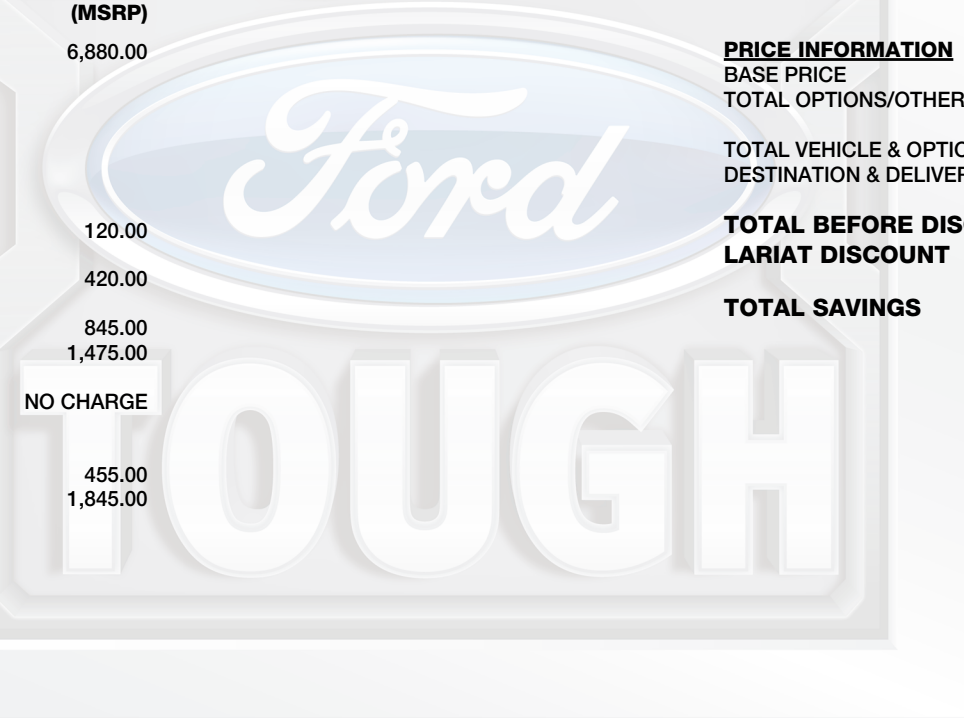 (MSRP)
6,880.00
120.00
420.00
845.00
1,475.00
NO CHARGE
455.00
1,845.00
PRICE INFORMATION
BASE PRICE
TOTAL OPTIONS/OTHER
TOTAL VEHICLE & OPTIO
DESTINATION & DELIVER
TOTAL BEFORE DIS
LARIAT DISCOUNT
TOTAL SAVINGS
Ford
TOUGH